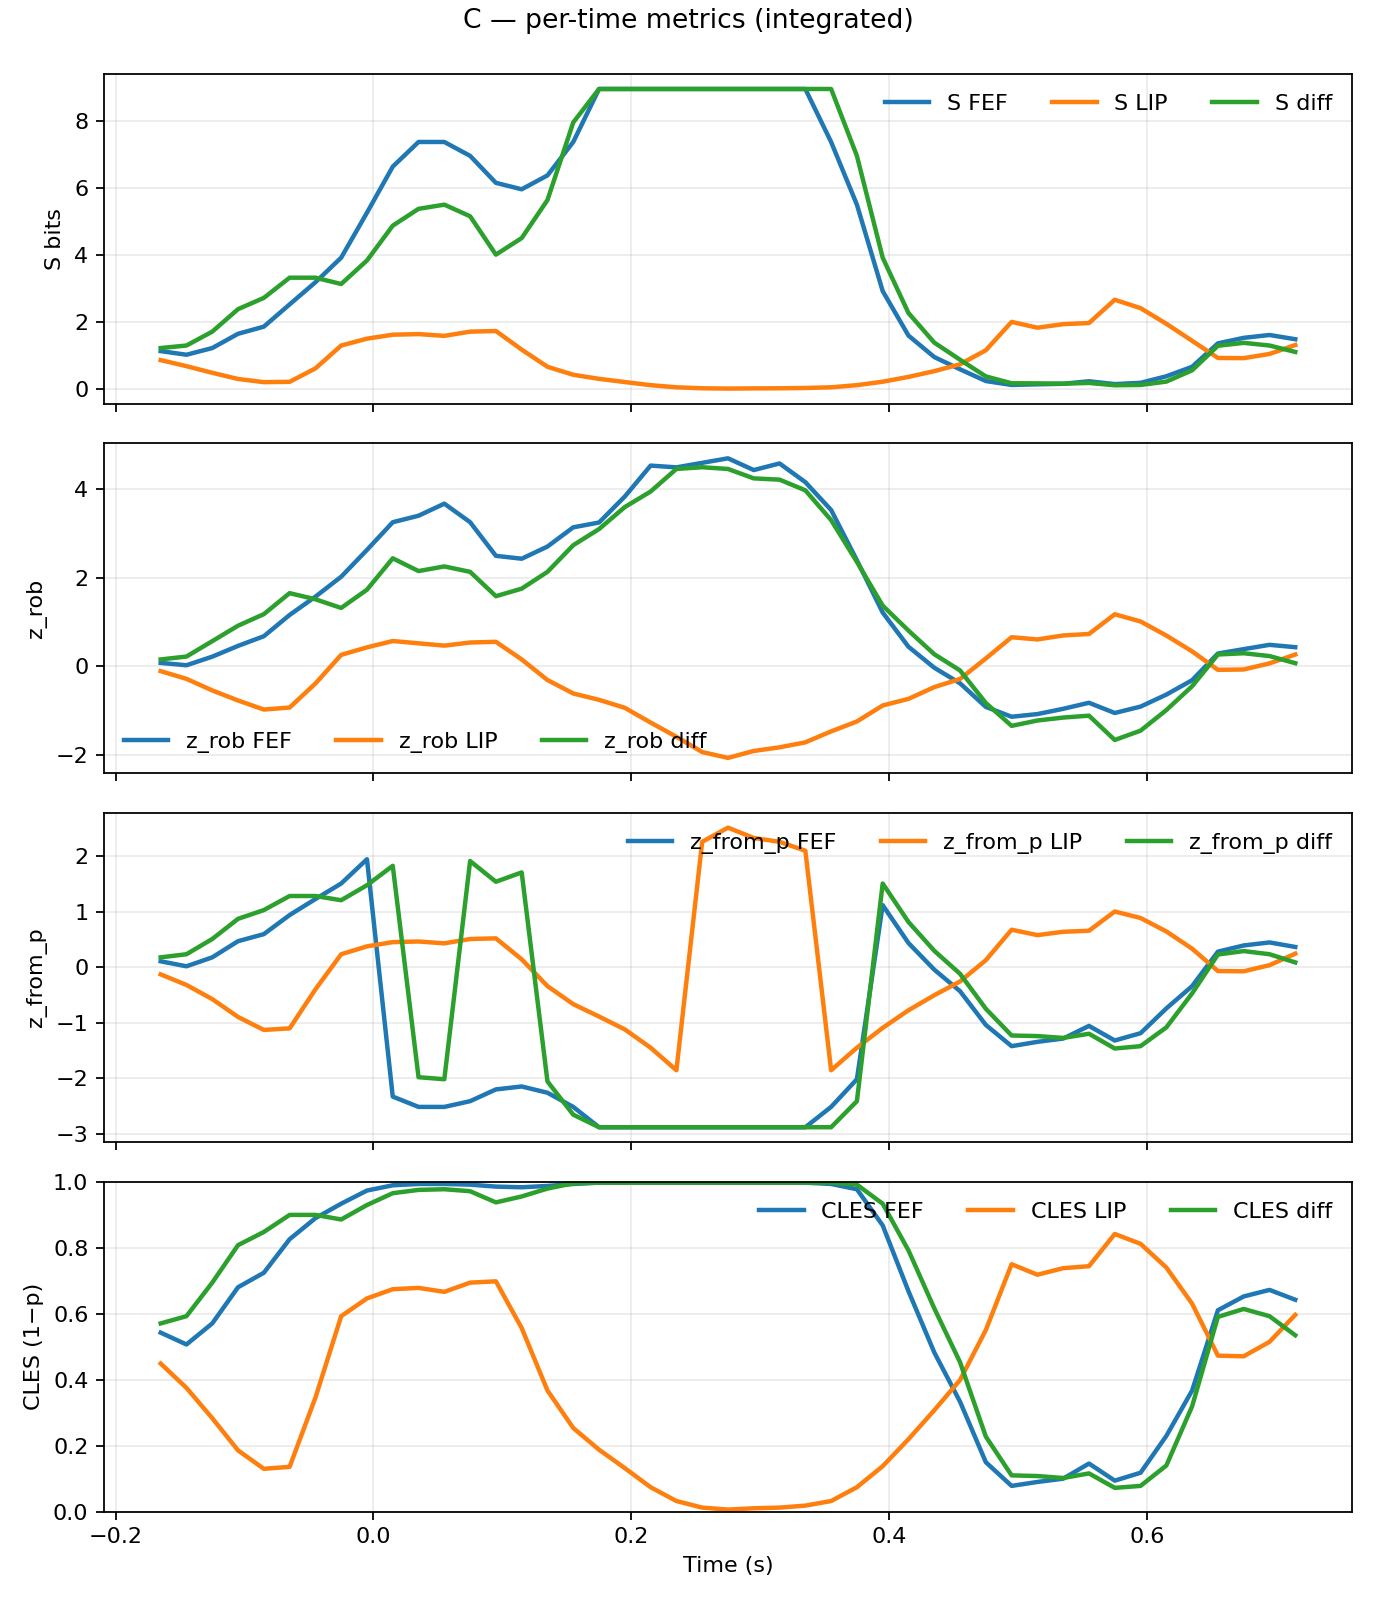 C — per-time metrics (integrated)
S FEF S LIP S diff
8
6
4
2
0
S bits
4
2
0
−2
z_rob
z_rob FEF z_rob LIP z_rob diff
z_from_p FEF z_from_p LIP z_from_p diff
2
1
0
−1
−2
−3
z_from_p
CLES FEF CLES LIP CLES diff
1.0
0.8
0.6
0.4
0.2
0.0
CLES (1−p)
−0.2 0.0 0.2 0.4 0.6
Time (s)